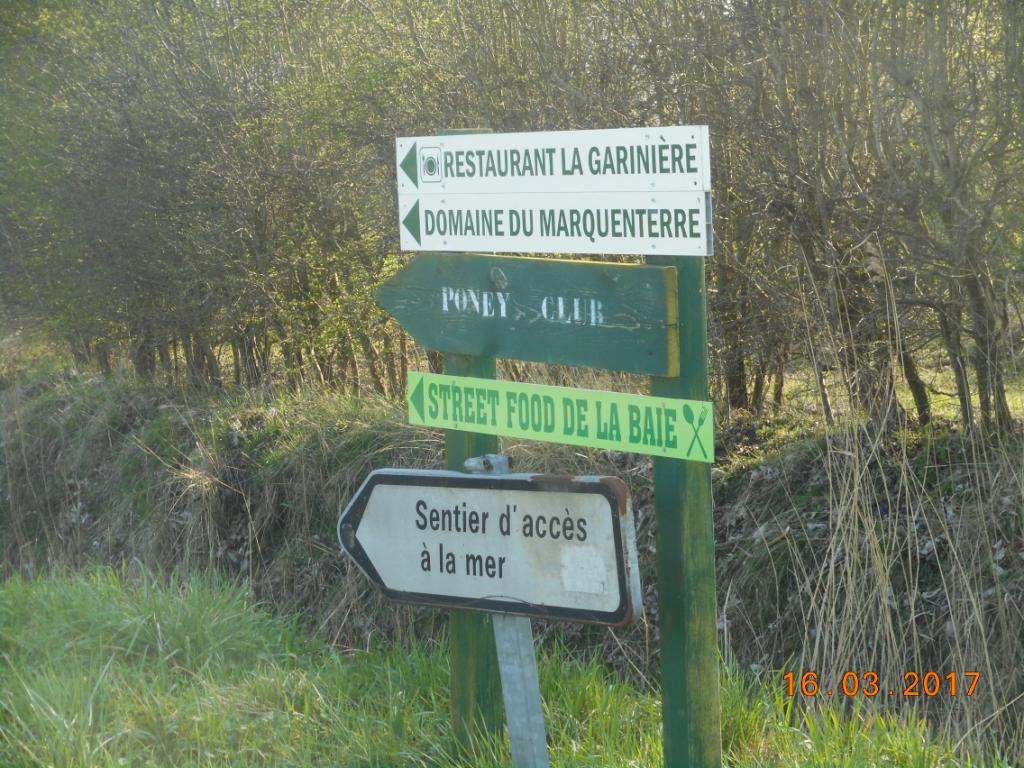 RESTAURANT LA GARINIÈRE
DOMAINE DU MARQUENTERRE
PONEY CLUB
STREET FOOD DE LA BAIE
Sentier d'accès
à la mer
16.03.2017